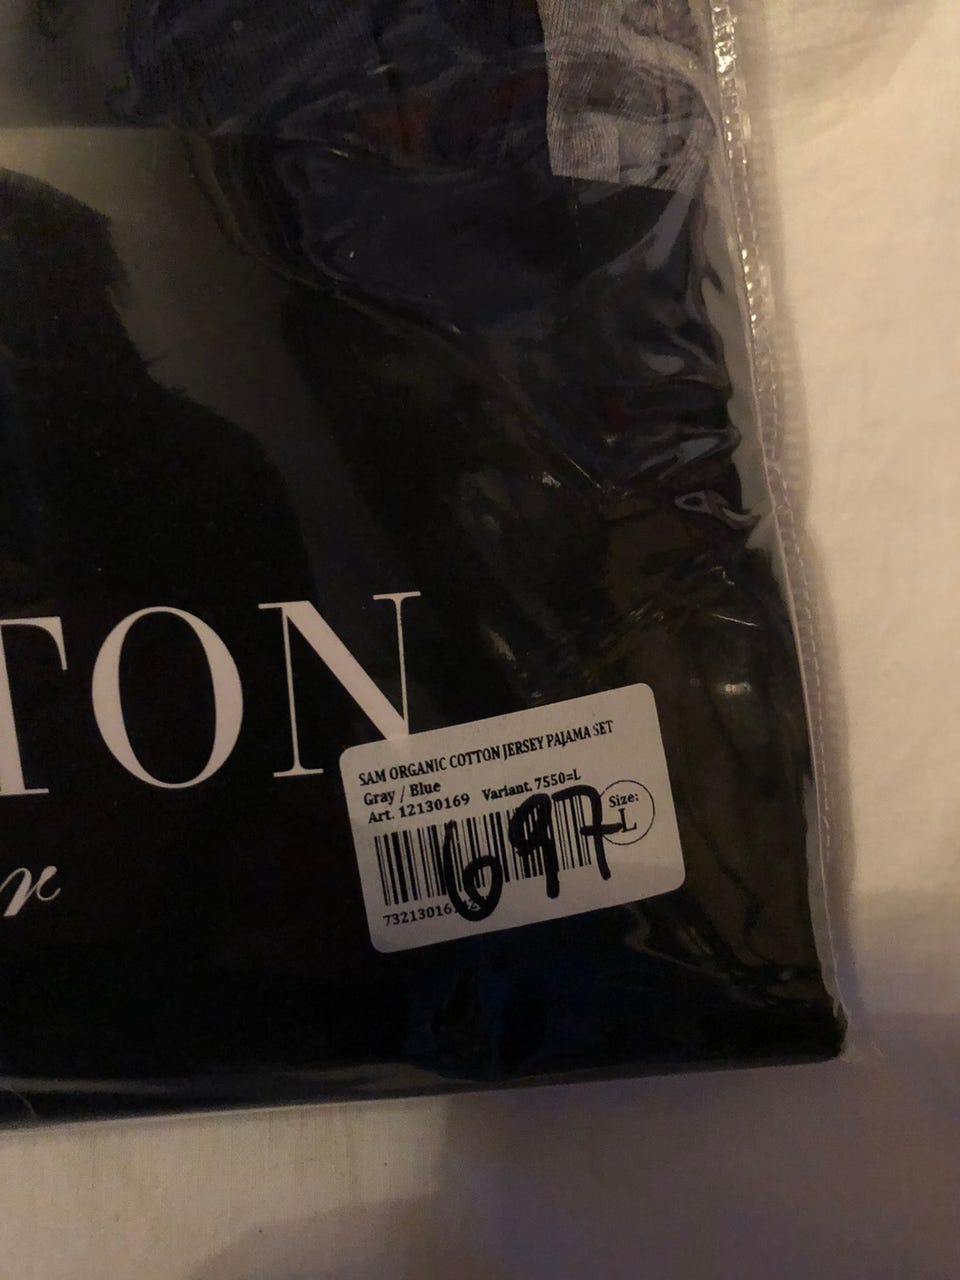 TON
SAM ORGANIC COTTON JERSEY PAJAMA SET
Gray / Blue
Art. 12130169 Variant. 7550=L
Size:
L
697